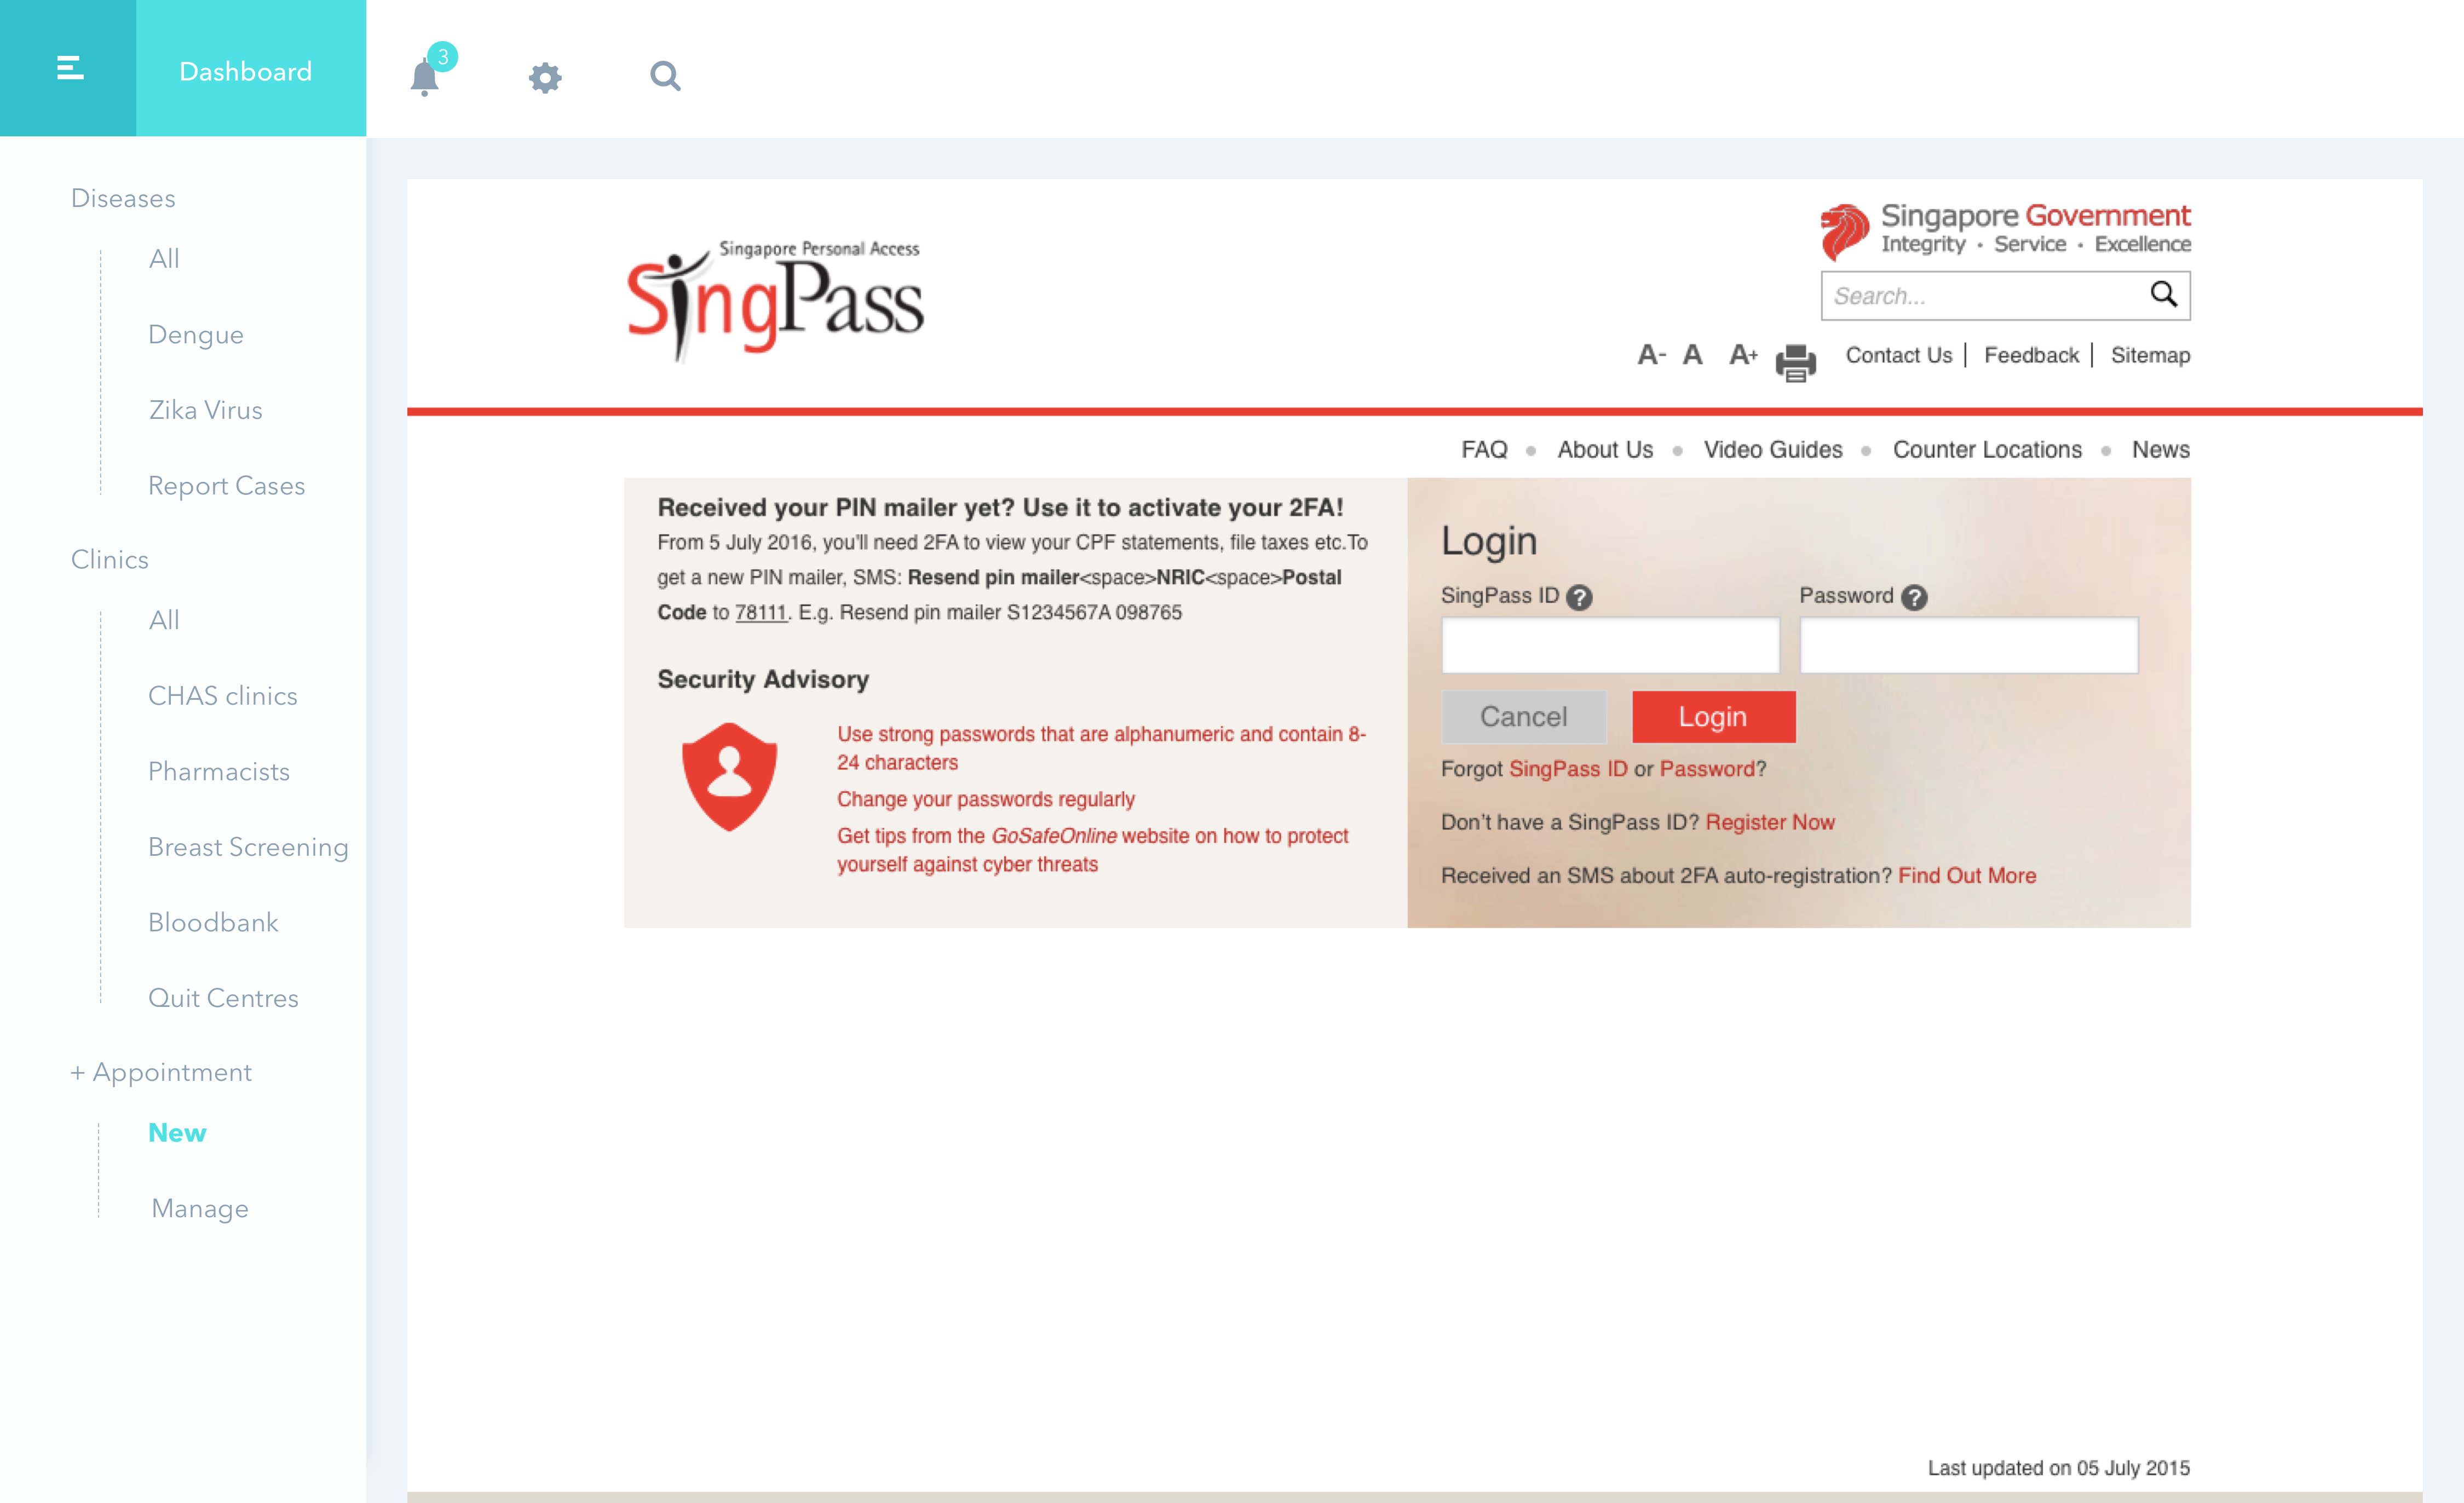 Dashboard
3
Diseases
All
Dengue
Zika Virus
Report Cases
Clinics
All
CHAS clinics
Pharmacists
Breast Screening
Bloodbank
Quit Centres
+ Appointment
New
Manage
Singapore Personal Access
SingPass
Singapore Government
Integrity · Service · Excellence
Search...
A- A A+ Contact Us | Feedback | Sitemap
FAQ • About Us • Video Guides • Counter Locations • News
Received your PIN mailer yet? Use it to activate your 2FA!
From 5 July 2016, you'll need 2FA to view your CPF statements, file taxes etc.To
get a new PIN mailer, SMS: Resend pin mailer<space>NRIC<space>Postal
Code to 78111. E.g. Resend pin mailer S1234567A 098765
Security Advisory
Use strong passwords that are alphanumeric and contain 8-
24 characters
Change your passwords regularly
Get tips from the GoSafeOnline website on how to protect
yourself against cyber threats
Login
SingPass ID ? Password ?
Cancel Login
Forgot SingPass ID or Password?
Don't have a SingPass ID? Register Now
Received an SMS about 2FA auto-registration? Find Out More
Last updated on 05 July 2015